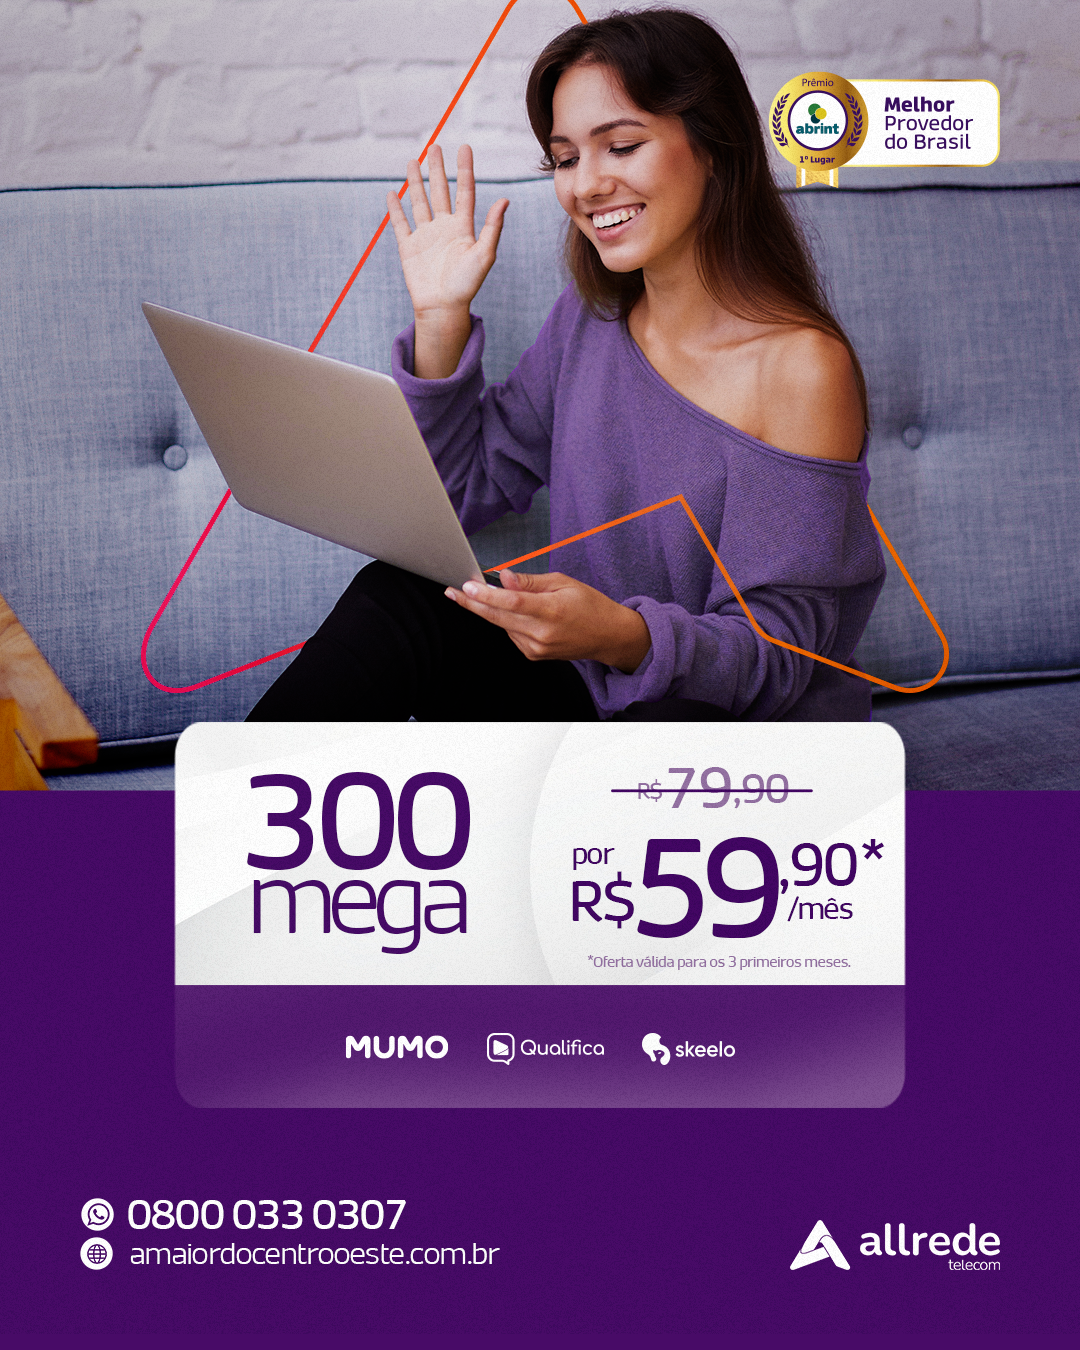 Prêmio
abrint
1º Lugar
Melhor
Provedor
do Brasil
300
mega
R$ 79,90
por
R$ 59,90*
/mês
*Oferta válida para os 3 primeiros meses.
MUMO
Qualifica
skeelo
0800 033 0307
amaiordocentrooeste.com.br
allrede
telecom